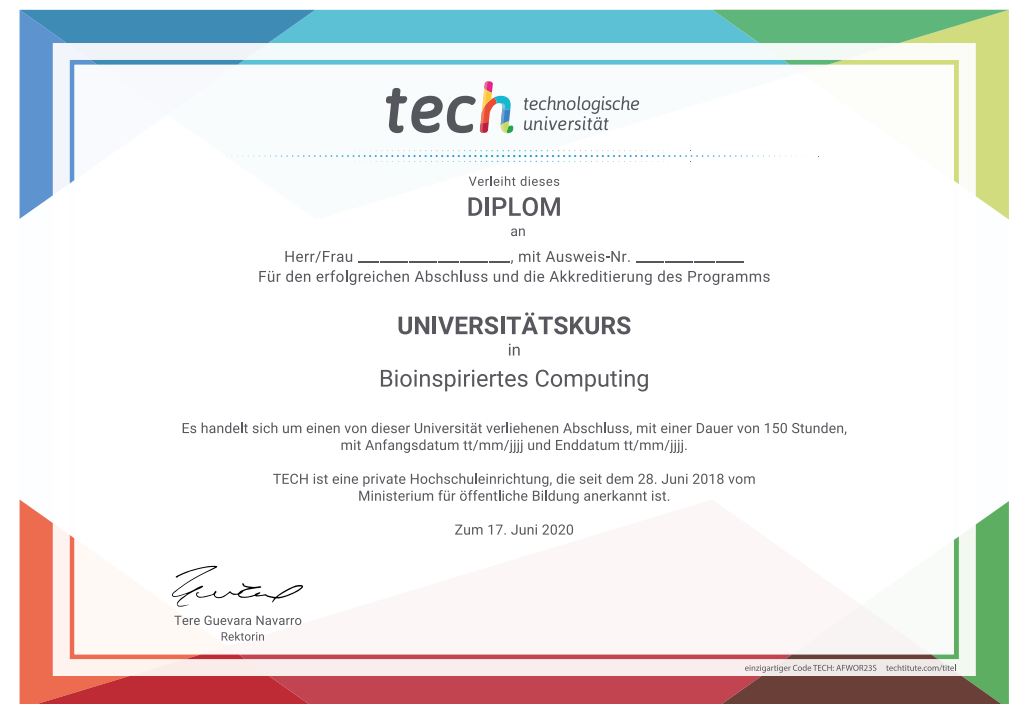 tech technologische
universität
Verleiht dieses
DIPLOM
an
Herr/Frau ____________________, mit Ausweis-Nr. ______________
Für den erfolgreichen Abschluss und die Akkreditierung des Programms
UNIVERSITÄTSKURS
in
Bioinspiriertes Computing
Es handelt sich um einen von dieser Universität verliehenen Abschluss, mit einer Dauer von 150 Stunden,
mit Anfangsdatum tt/mm/jjjj und Enddatum tt/mm/jjjj.
TECH ist eine private Hochschuleinrichtung, die seit dem 28. Juni 2018 vom
Ministerium für öffentliche Bildung anerkannt ist.
Zum 17. Juni 2020
Tere Guevara Navarro
Rektorin
einzigartiger Code TECH: AFWOR23S techtitute.com/titel